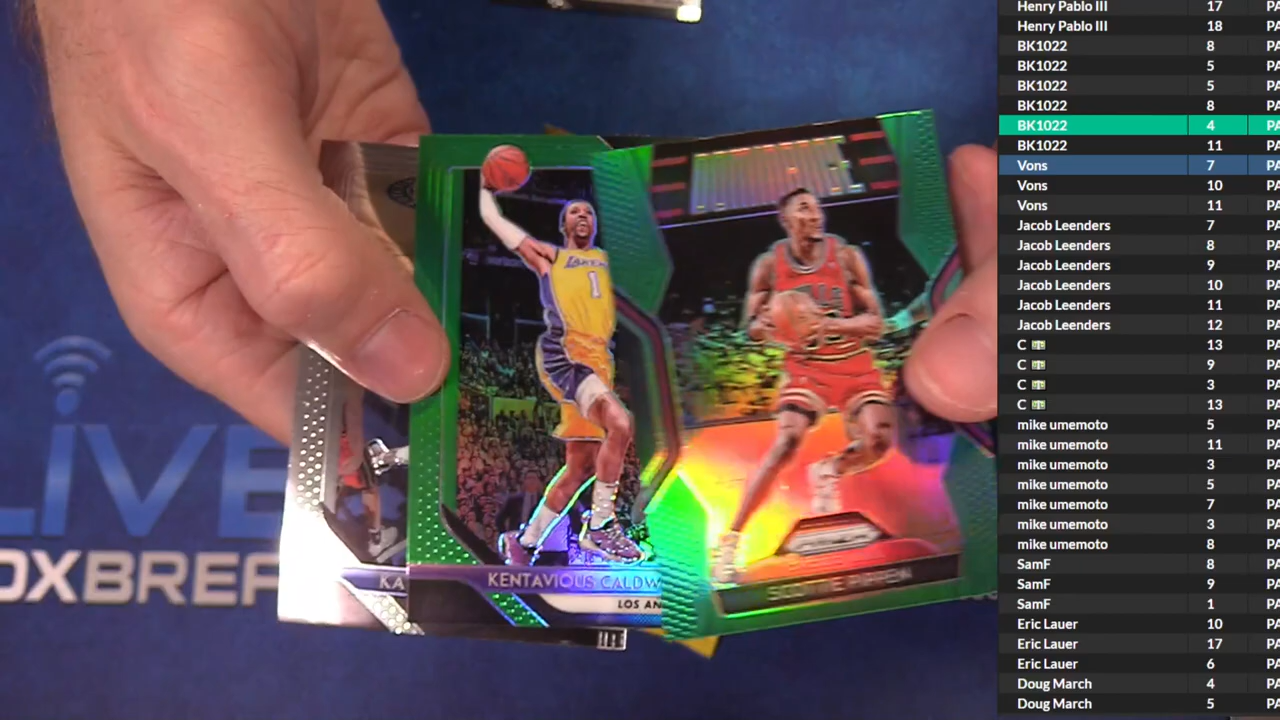 LiVE
OXBREA
DOMINANCE
LAKERS
1
KENTAVIOUS CALDW
LOS AN
KA
SCOTTIE PIPPEN
PRIZM
Henry Pablo III 17 PA
Henry Pablo III 18 PA
BK1022 8 PA
BK1022 5 PA
BK1022 5 PA
BK1022 8 PA
BK1022 4 PA
BK1022 11 PA
Vons 7 PA
Vons 10 PA
Vons 11 PA
Jacob Leenders 7 PA
Jacob Leenders 8 PA
Jacob Leenders 9 PA
Jacob Leenders 10 PA
Jacob Leenders 11 PA
Jacob Leenders 12 PA
C 13 PA
C 9 PA
C 3 PA
C 13 PA
mike umemoto 5 PA
mike umemoto 11 PA
mike umemoto 3 PA
mike umemoto 5 PA
mike umemoto 7 PA
mike umemoto 3 PA
mike umemoto 8 PA
SamF 8 PA
SamF 9 PA
SamF 1 PA
Eric Lauer 10 PA
Eric Lauer 17 PA
Eric Lauer 6 PA
Doug March 4 PA
Doug March 5 PA